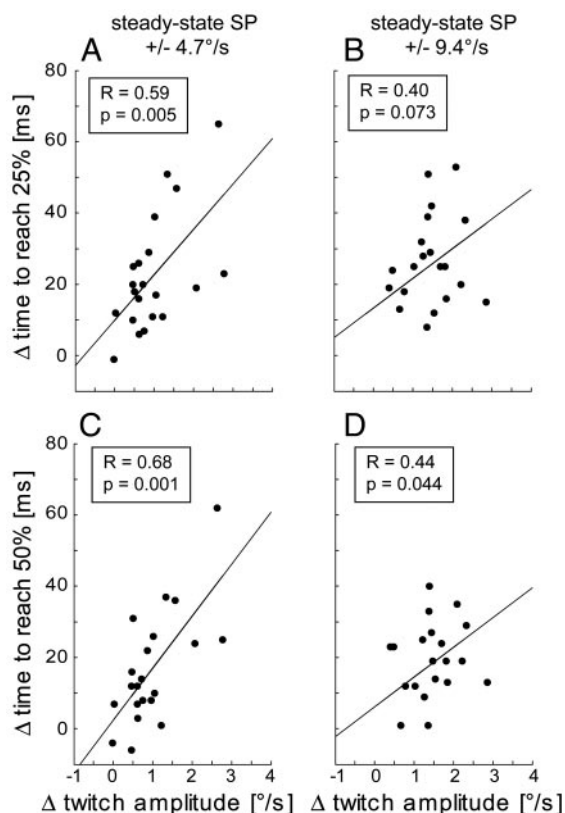 steady-state SP
+/- 4.7°/s
steady-state SP
+/- 9.4°/s
A
B
80
60
40
20
0
Δ time to reach 25% [ms]
R = 0.59
p = 0.005
R = 0.40
p = 0.073
C
D
80
60
40
20
0
Δ time to reach 50% [ms]
R = 0.68
p = 0.001
R = 0.44
p = 0.044
-1 0 1 2 3 4
-1 0 1 2 3 4
Δ twitch amplitude [°/s]
Δ twitch amplitude [°/s]